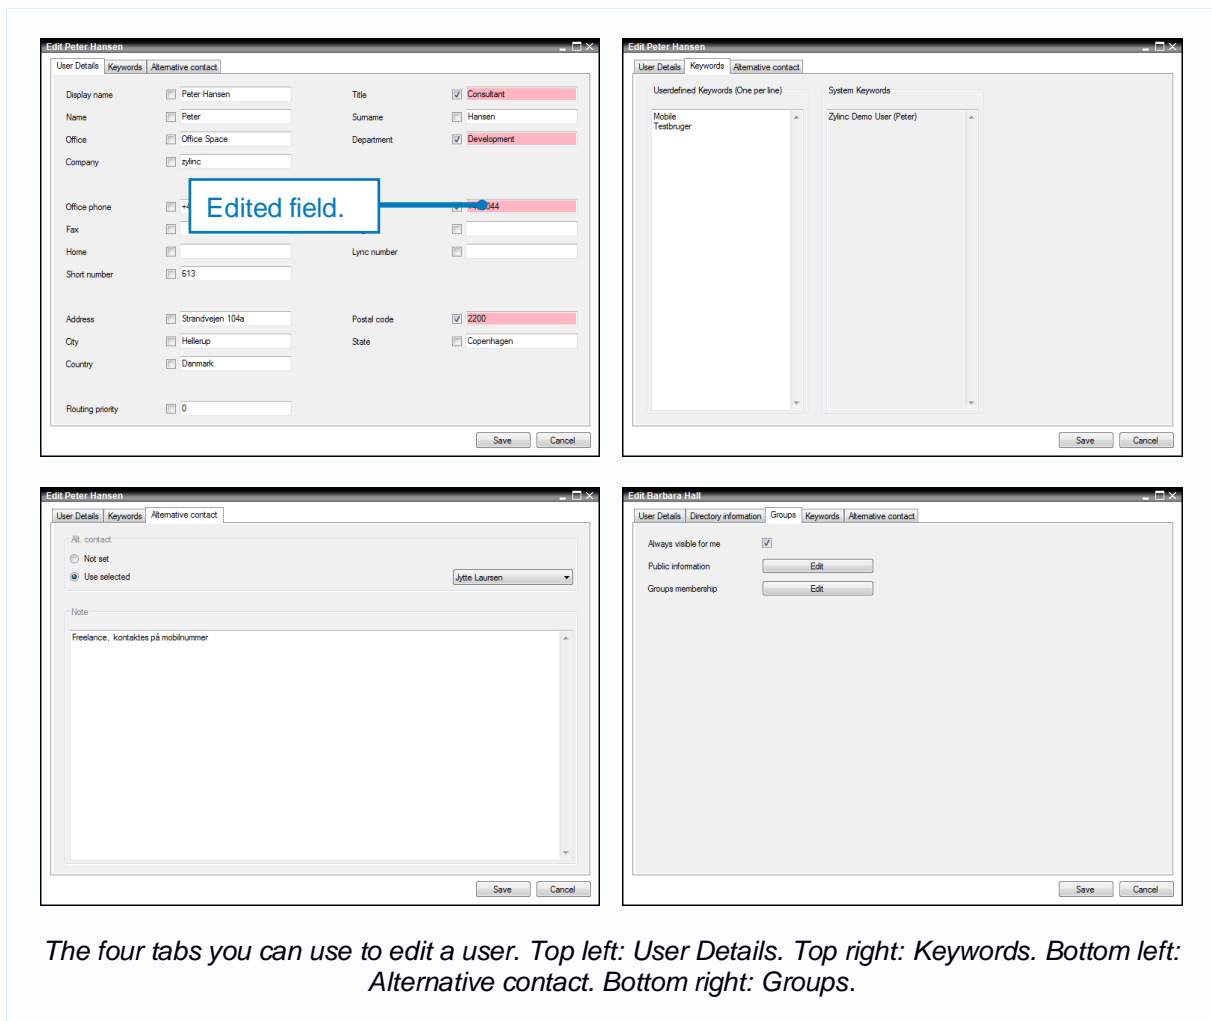 Edit Peter Hansen
User Details Keywords Alternative contact
Display name Peter Hansen Title Consultant
Name Peter Surname Hansen
Office Office Space Department Development
Company zylinc
Office phone
Edited field.
Fax
Home Lync number
Short number 613
Address Strandvejen 104a Postal code 2200
City Hellerup State Copenhagen
Country Danmark
Routing priority 0
Save Cancel
Edit Peter Hansen
User Details Keywords Alternative contact
Userdefined Keywords (One per line) System Keywords
Mobile Zylinc Demo User (Peter)
Testbruger
Save Cancel
Edit Peter Hansen
User Details Keywords Alternative contact
Alt. contact
Not set
Use selected Jytte Laursen
Note
Freelance, kontaktes på mobilnummer
Save Cancel
Edit Barbara Hall
User Details Directory information Groups Keywords Alternative contact
Always visible for me
Public information Edit
Groups membership Edit
Save Cancel
The four tabs you can use to edit a user. Top left: User Details. Top right: Keywords. Bottom left:
Alternative contact. Bottom right: Groups.